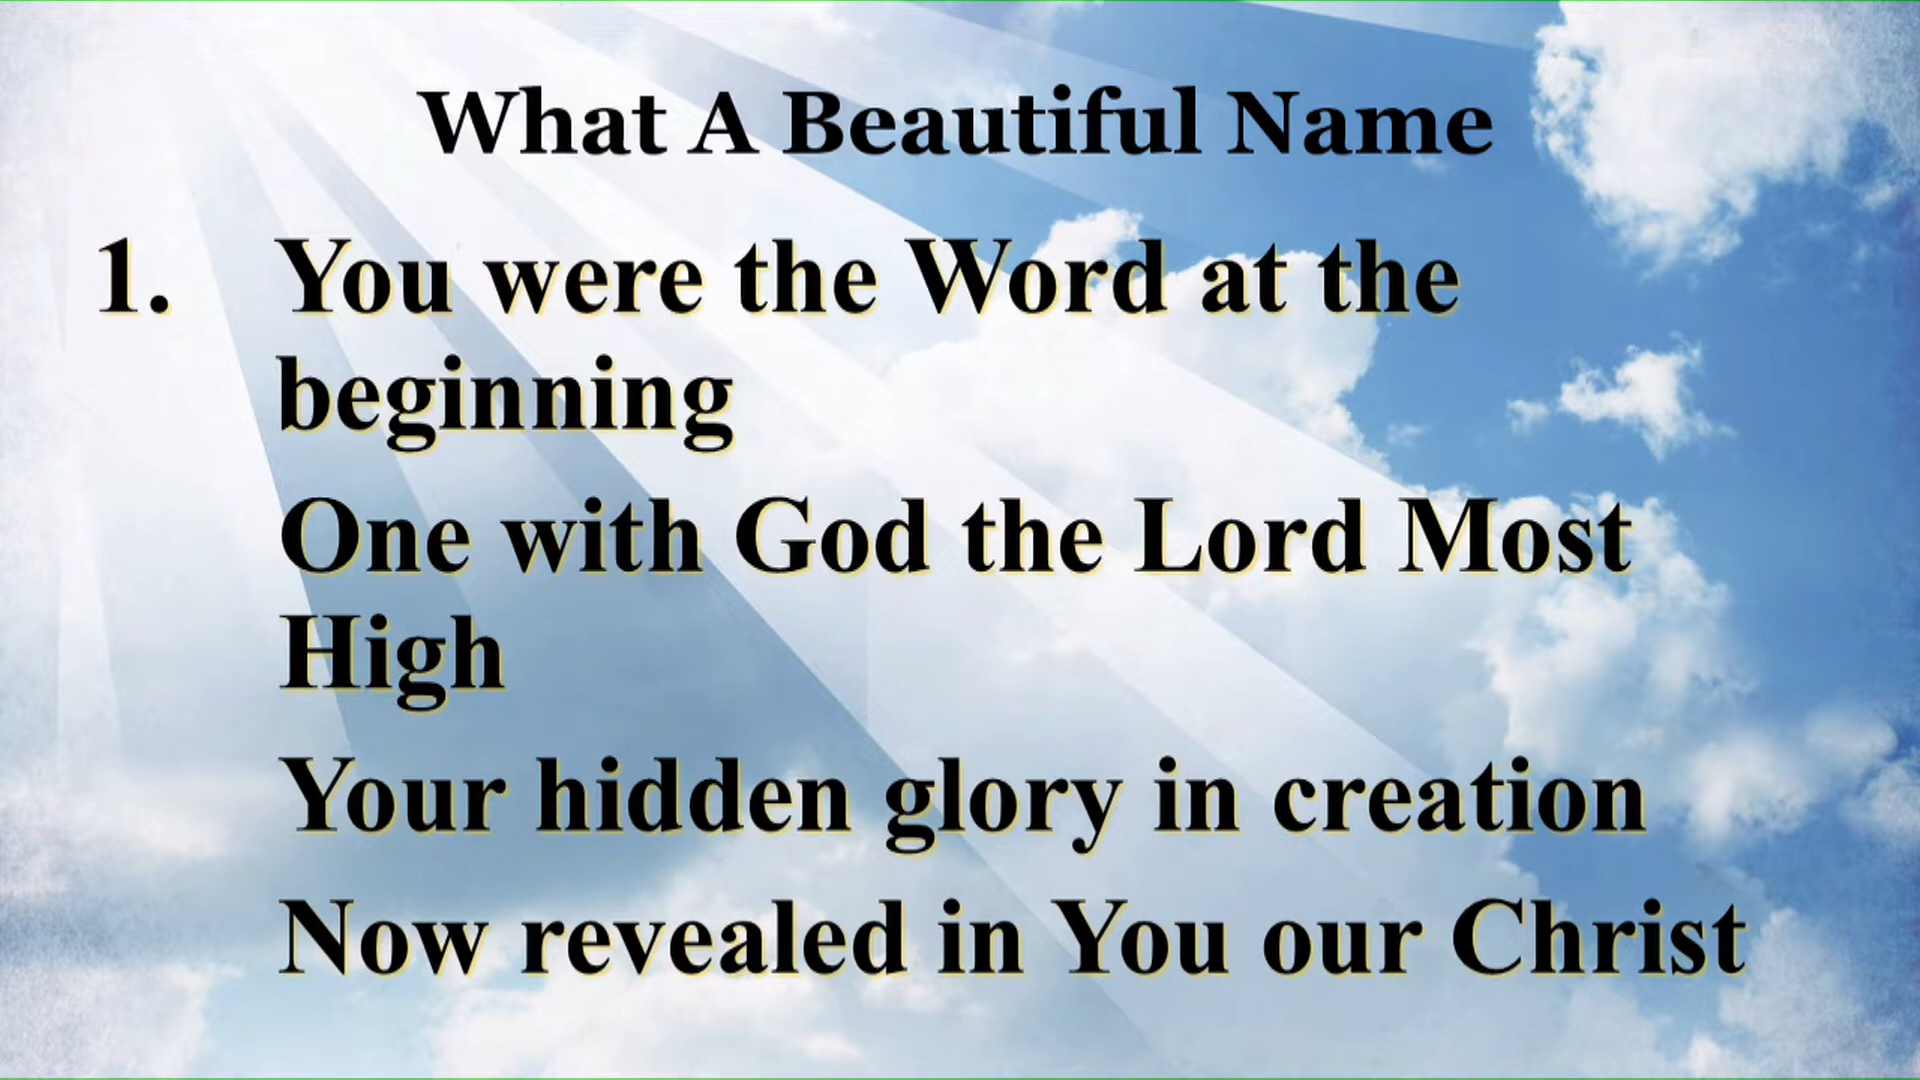 What A Beautiful Name
1. You were the Word at the
beginning
One with God the Lord Most
High
Your hidden glory in creation
Now revealed in You our Christ